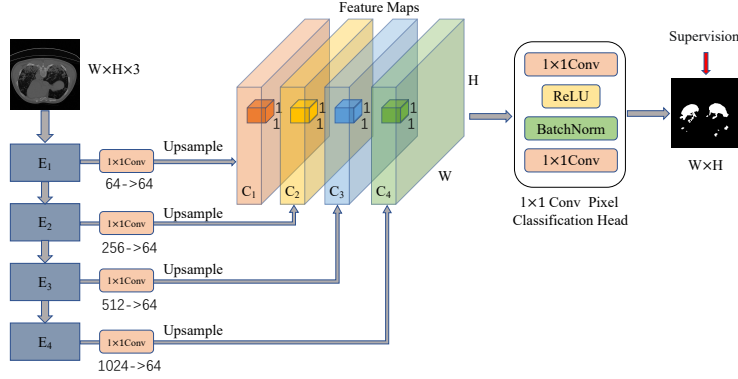 Feature Maps
W×H×3
Supervision
H
1×1Conv
ReLU
BatchNorm
1×1Conv
1 1 1 1
1 1 1 1
E1
1×1Conv
Upsample
64->64
C1 C2 C3 C4
W
W×H
1×1 Conv Pixel
Classification Head
E2
1×1Conv
Upsample
256->64
E3
1×1Conv
Upsample
512->64
E4
1×1Conv
Upsample
1024->64